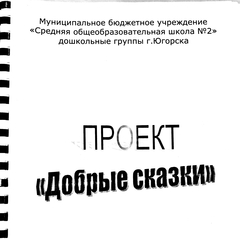 Муниципальное бюджетное учреждение
«Средняя общеобразовательная школа №2»
дошкольные группы г.Югорска
ПРОЕКТ
«Добрые сказки»